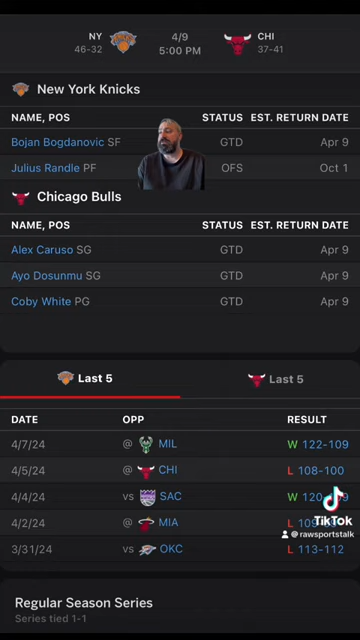 NY 4/9 CHI
46-32 5:00 PM 37-41
New York Knicks
NAME, POS STATUS EST. RETURN DATE
Bojan Bogdanovic SF GTD Apr 9
Julius Randle PF OFS Oct 1
Chicago Bulls
NAME, POS STATUS EST. RETURN DATE
Alex Caruso SG GTD Apr 9
Ayo Dosunmu SG GTD Apr 9
Coby White PG GTD Apr 9
Last 5 Last 5
DATE OPP RESULT
4/7/24 @ MIL W 122-109
4/5/24 @ CHI L 108-100
4/4/24 vs SAC W 120-
4/2/24 @ MIA L 109-
TikTok
@rawsportstalk
3/31/24 vs OKC L 113-112
Regular Season Series
Series tied 1-1